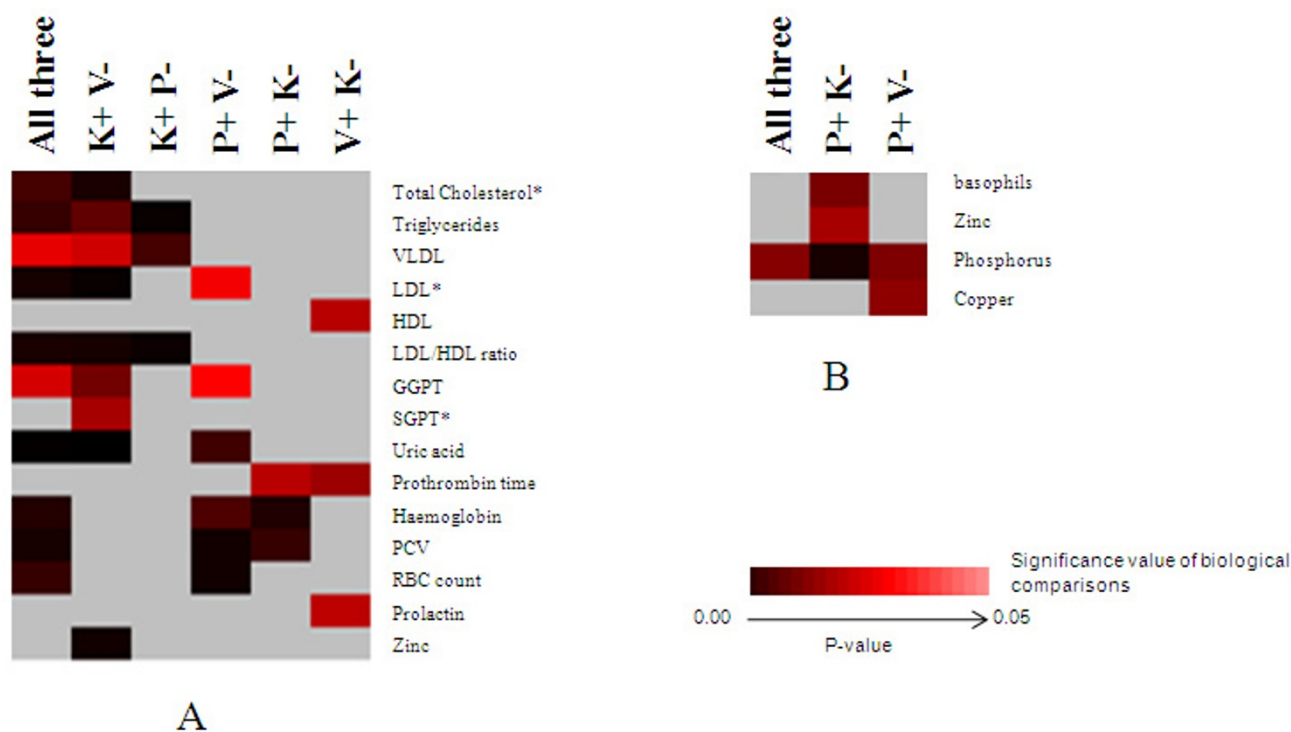 All three
K+ V-
K+ P-
P+ V-
P+ K-
V+ K-
Total Cholesterol*
Triglycerides
VLDL
LDL*
HDL
LDL/HDL ratio
GGPT
SGPT*
Uric acid
Prothrombin time
Haemoglobin
PCV
RBC count
Prolactin
Zinc
A
All three
P+ K-
P+ V-
basophils
Zinc
Phosphorus
Copper
B
Significance value of biological
comparisons
0.00
0.05
P-value